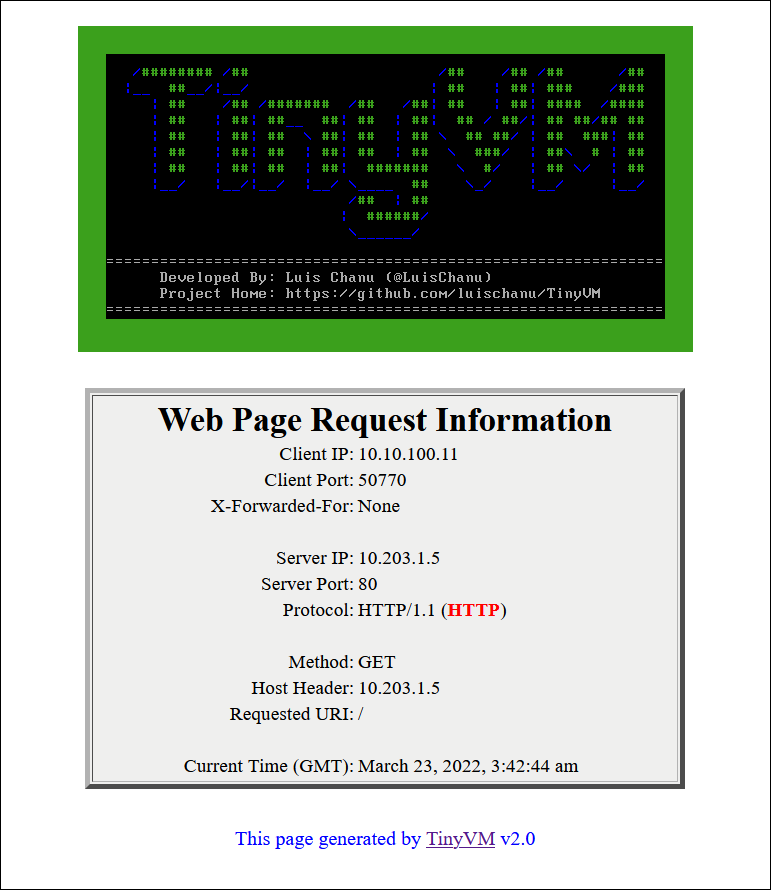 TinyVM
Developed By: Luis Chanu (@LuisChanu)
Project Home: https://github.com/luischanu/TinyVM
Web Page Request Information
Client IP: 10.10.100.11
Client Port: 50770
X-Forwarded-For: None
Server IP: 10.203.1.5
Server Port: 80
Protocol: HTTP/1.1 (HTTP)
Method: GET
Host Header: 10.203.1.5
Requested URI: /
Current Time (GMT): March 23, 2022, 3:42:44 am
This page generated by TinyVM v2.0